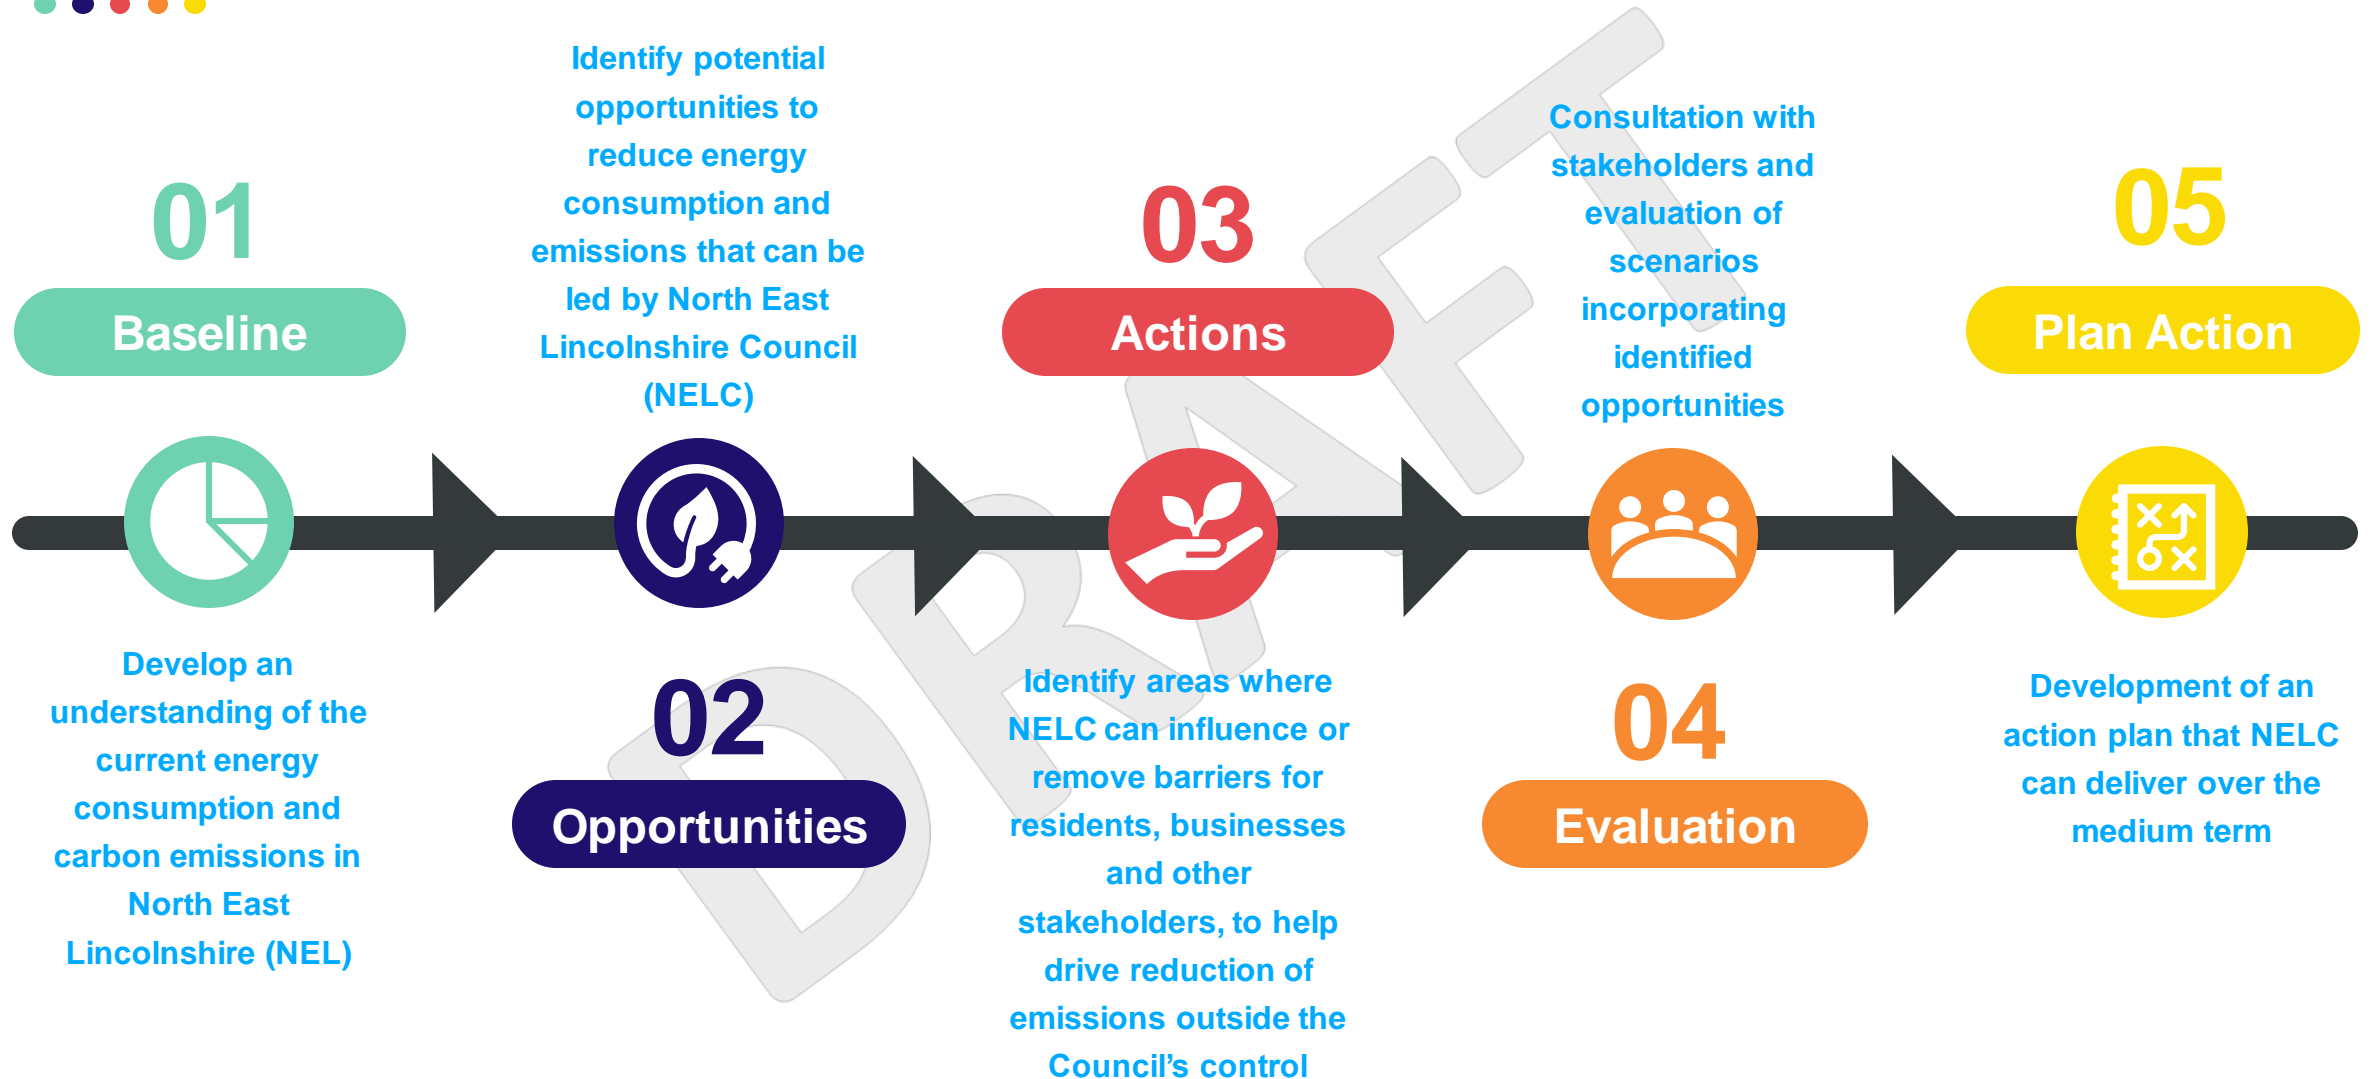 01
Baseline
Develop an
understanding of the
current energy
consumption and
carbon emissions in
North East
Lincolnshire (NEL)
Identify potential
opportunities to
reduce energy
consumption and
emissions that can be
led by North East
Lincolnshire Council
(NELC)
02
Opportunities
03
Actions
Identify areas where
NELC can influence or
remove barriers for
residents, businesses
and other
stakeholders, to help
drive reduction of
emissions outside the
Council’s control
Consultation with
stakeholders and
evaluation of
scenarios
incorporating
identified
opportunities
04
Evaluation
05
Plan Action
Development of an
action plan that NELC
can deliver over the
medium term
DRAFT